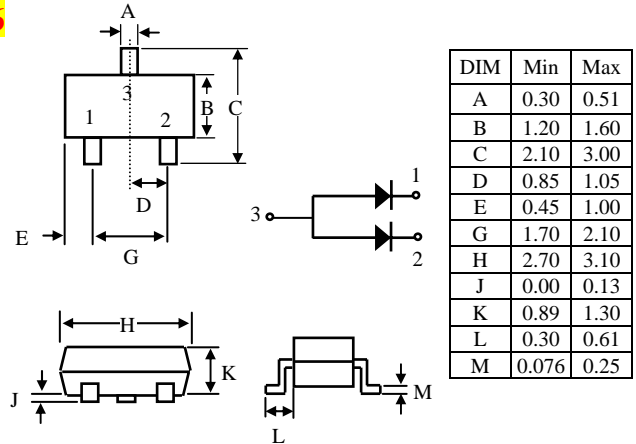 A
3
1
2
B
C
D
E
G
3
1
2
H
K
J
M
L
DIM Min Max
A 0.30 0.51
B 1.20 1.60
C 2.10 3.00
D 0.85 1.05
E 0.45 1.00
G 1.70 2.10
H 2.70 3.10
J 0.00 0.13
K 0.89 1.30
L 0.30 0.61
M 0.076 0.25